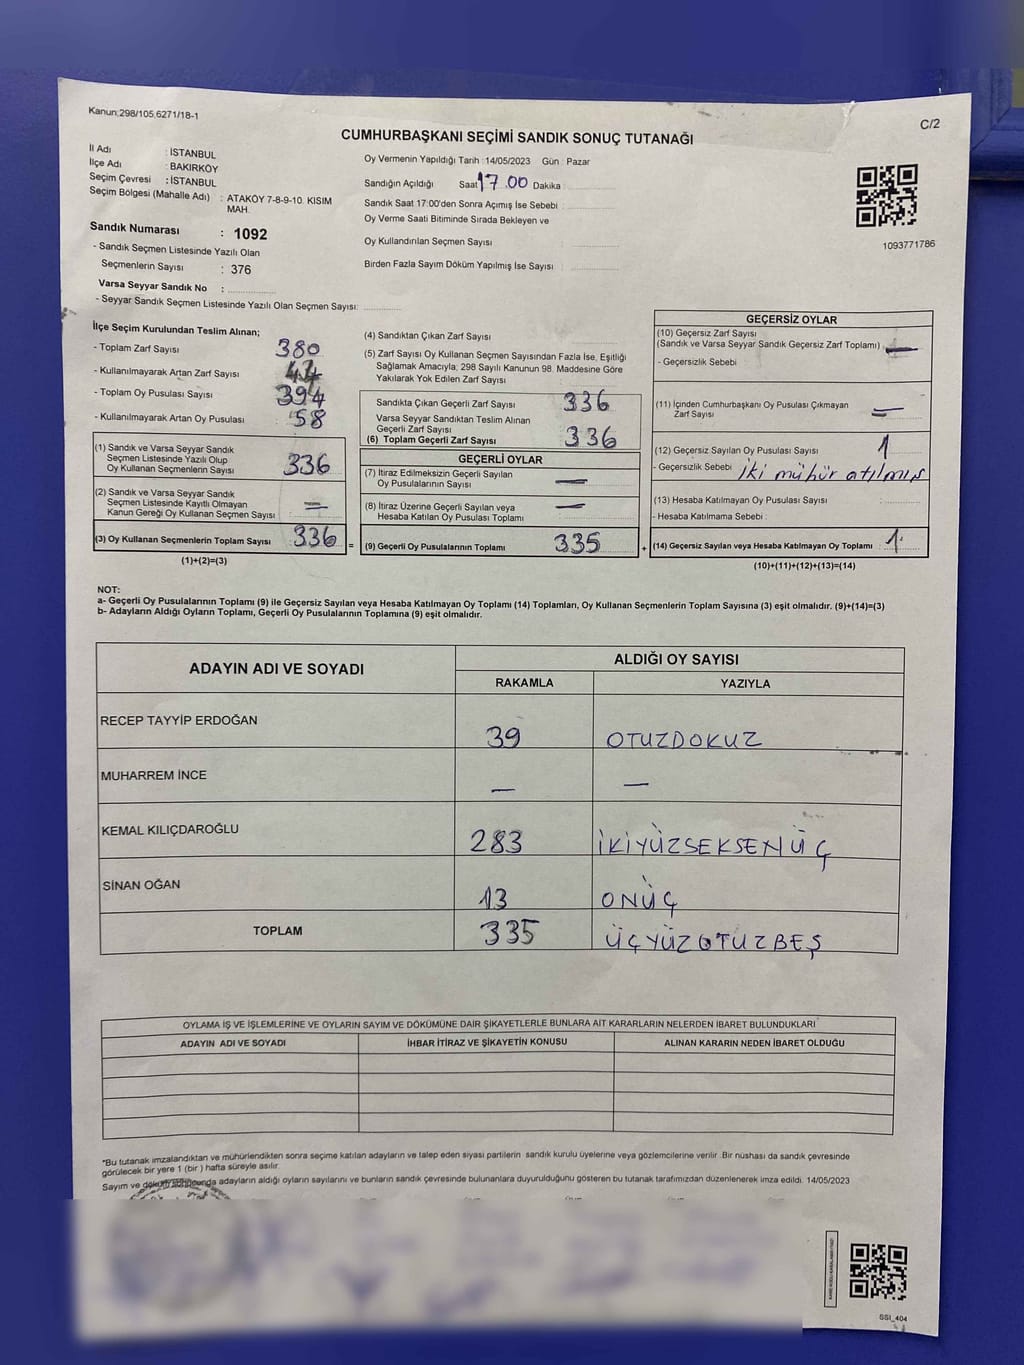 Kanun;298/105,6271/18-1
C/2
CUMHURBAŞKANI SEÇİMİ SANDIK SONUÇ TUTANAĞI
İl Adı : İSTANBUL
İlçe Adı : BAKIRKÖY
Seçim Çevresi : İSTANBUL
Seçim Bölgesi (Mahalle Adı) : ATAKÖY 7-8-9-10. KISIM
MAH.
Sandık Numarası : 1092
- Sandık Seçmen Listesinde Yazılı Olan
Seçmenlerin Sayısı : 376
Varsa Seyyar Sandık No :
- Seyyar Sandık Seçmen Listesinde Yazılı Olan Seçmen Sayısı:
Oy Vermenin Yapıldığı Tarih : 14/05/2023 Gün : Pazar
Sandığın Açıldığı Saat 17.00 Dakika
Sandık Saat 17:00'den Sonra Açımış İse Sebebi :
Oy Verme Saati Bitiminde Sırada Bekleyen ve
Oy Kullandırılan Seçmen Sayısı :
Birden Fazla Sayım Döküm Yapılmış İse Sayısı :
1093771786
İlçe Seçim Kurulundan Teslim Alınan;
- Toplam Zarf Sayısı : 380
- Kullanılmayarak Artan Zarf Sayısı : 44
- Toplam Oy Pusulası Sayısı : 394
- Kullanılmayarak Artan Oy Pusulası : 58
(1) Sandık ve Varsa Seyyar Sandık
Seçmen Listesinde Yazılı Olup
Oy Kullanan Seçmenlerin Sayısı 336
(2) Sandık ve Varsa Seyyar Sandık
Seçmen Listesinde Kayıtlı Olmayan
Kanun Gereği Oy Kullanan Seçmen Sayısı : —
(3) Oy Kullanan Seçmenlerin Toplam Sayısı 336 =
(1)+(2)=(3)
(4) Sandıktan Çıkan Zarf Sayısı
(5) Zarf Sayısı Oy Kullanan Seçmen Sayısından Fazla İse, Eşitliği
Sağlamak Amacıyla; 298 Sayılı Kanunun 98. Maddesine Göre
Yakılarak Yok Edilen Zarf Sayısı :
Sandıkta Çıkan Geçerli Zarf Sayısı 336
Varsa Seyyar Sandıktan Teslim Alınan
Geçerli Zarf Sayısı
(6) Toplam Geçerli Zarf Sayısı 336
GEÇERLİ OYLAR
(7) İtiraz Edilmeksizin Geçerli Sayılan
Oy Pusulalarının Sayısı —
(8) İtiraz Üzerine Geçerli Sayılan veya
Hesaba Katılan Oy Pusulası Toplamı —
(9) Geçerli Oy Pusulalarının Toplamı 335 +
GEÇERSİZ OYLAR
(10) Geçersiz Zarf Sayısı
(Sandık ve Varsa Seyyar Sandık Geçersiz Zarf Toplamı) —
- Geçersizlik Sebebi :
(11) İçinden Cumhurbaşkanı Oy Pusulası Çıkmayan
Zarf Sayısı —
(12) Geçersiz Sayılan Oy Pusulası Sayısı 1
- Geçersizlik Sebebi : iki mühür atılmış
(13) Hesaba Katılmayan Oy Pusulası Sayısı
- Hesaba Katılmama Sebebi :
(14) Geçersiz Sayılan veya Hesaba Katılmayan Oy Toplamı : 1
(10)+(11)+(12)+(13)=(14)
NOT:
a- Geçerli Oy Pusulalarının Toplamı (9) ile Geçersiz Sayılan veya Hesaba Katılmayan Oy Toplamı (14) Toplamları, Oy Kullanan Seçmenlerin Toplam Sayısına (3) eşit olmalıdır. (9)+(14)=(3)
b- Adayların Aldığı Oyların Toplamı, Geçerli Oy Pusulalarının Toplamına (9) eşit olmalıdır.
ADAYIN ADI VE SOYADI ALDIĞI OY SAYISI
RAKAMLA YAZIYLA
RECEP TAYYİP ERDOĞAN 39 OTUZDOKUZ
MUHARREM İNCE — —
KEMAL KILIÇDAROĞLU 283 İKİYÜZSEKSENÜÇ
SİNAN OĞAN 13 ONÜÇ
TOPLAM 335 ÜÇYÜZOTUZBEŞ
OYLAMA İŞ VE İŞLEMLERİNE VE OYLARIN SAYIM VE DÖKÜMÜNE DAİR ŞİKAYETLERLE BUNLARA AİT KARARLARIN NELERDEN İBARET BULUNDUKLARI
ADAYIN ADI VE SOYADI İHBAR İTİRAZ VE ŞİKAYETİN KONUSU ALINAN KARARIN NEDEN İBARET OLDUĞU
*Bu tutanak imzalandıktan ve mühürlendikten sonra seçime katılan adayların ve talep eden siyasi partilerin sandık kurulu üyelerine veya gözlemcilerine verilir .Bir nüshası da sandık çevresinde
görülecek bir yere 1 (bir ) hafta süreyle asılır.
Sayım ve dökümanında adayların aldığı oyların sayılarını ve bunların sandık çevresinde bulunanlara duyurulduğunu gösteren bu tutanak tarafımızdan düzenlenerek imza edildi. 14/05/2023
SSİ_404